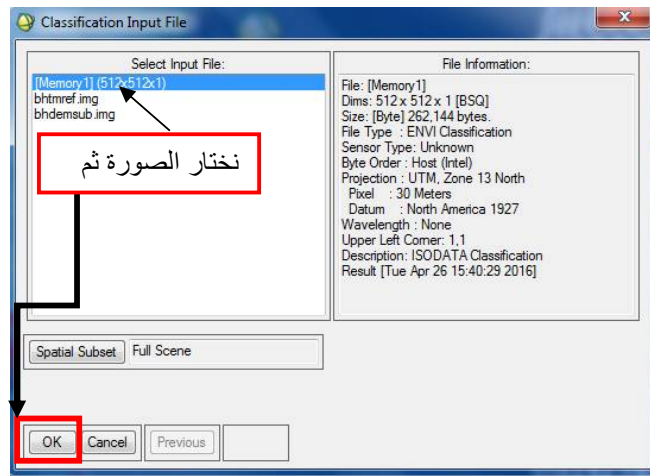 Classification Input File
Select Input File:
[Memory1] (512x512x1)
bhtmref.img
bhdemsub.img
نختار الصورة ثم
File Information:
File: [Memory1]
Dims: 512 x 512 x 1 [BSQ]
Size: [Byte] 262,144 bytes.
File Type : ENVI Classification
Sensor Type: Unknown
Byte Order : Host (Intel)
Projection : UTM, Zone 13 North
Pixel : 30 Meters
Datum : North America 1927
Wavelength : None
Upper Left Corner: 1,1
Description: ISODATA Classification
Result [Tue Apr 26 15:40:29 2016]
Spatial Subset Full Scene
OK Cancel Previous